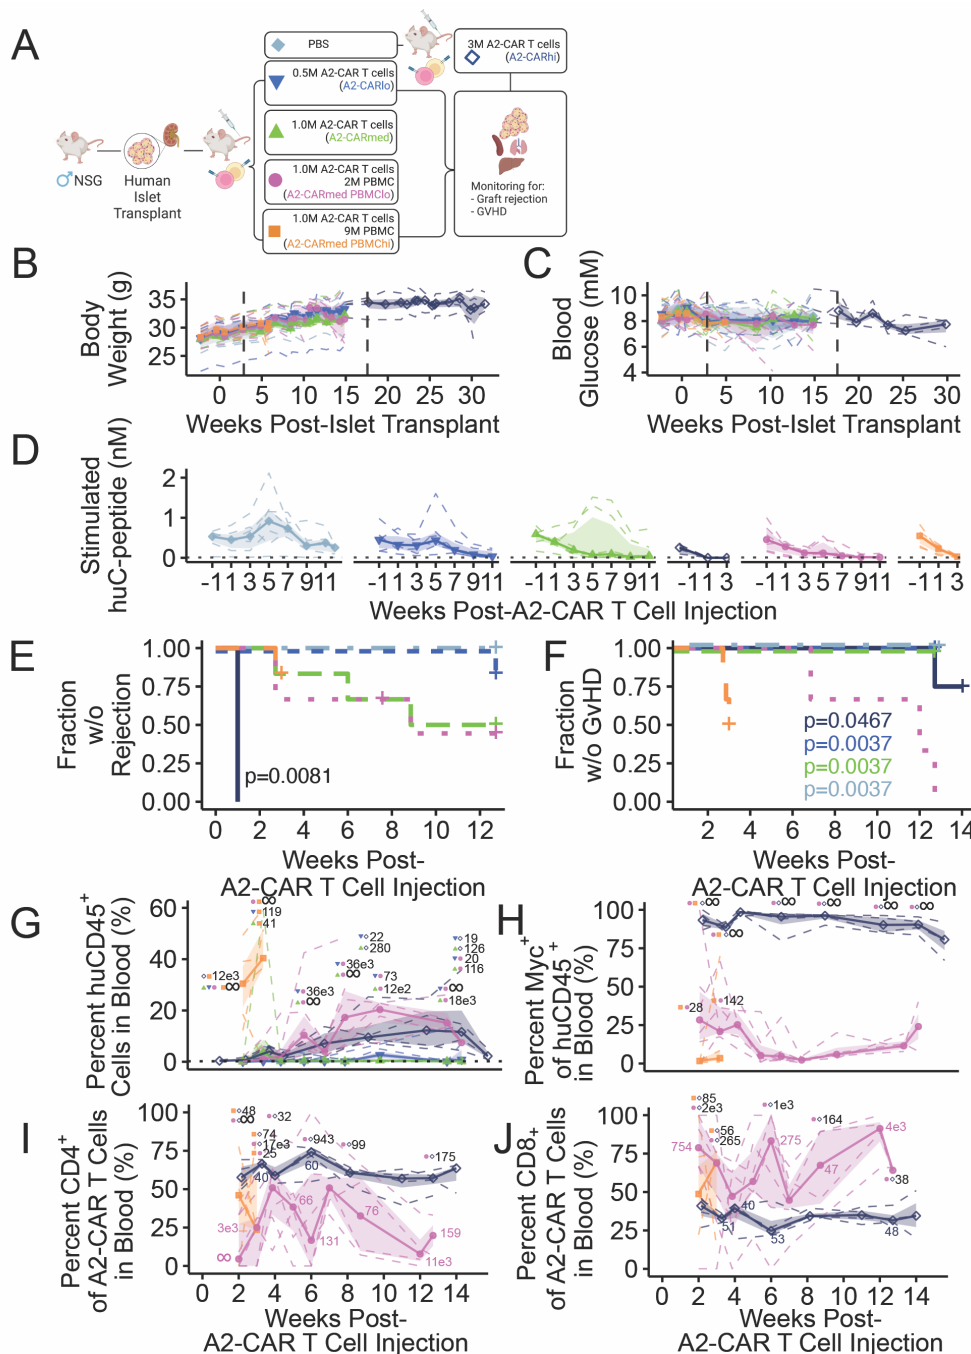 A
PBS
3M A2-CAR T cells
(A2-CARhi)
0.5M A2-CAR T cells
(A2-CARlo)
1.0M A2-CAR T cells
(A2-CARmed)
1.0M A2-CAR T cells
2M PBMC
(A2-CARmed PBMClo)
1.0M A2-CAR T cells
9M PBMC
(A2-CARmed PBMChi)
♂NSG
Human
Islet
Transplant
Monitoring for:
- Graft rejection
- GVHD
B
Body
Weight (g)
35
30
25
0 5 10 15 20 25 30
Weeks Post-Islet Transplant
C
Blood
Glucose (mM)
10
8
6
4
0 5 10 15 20 25 30
Weeks Post-Islet Transplant
D
Stimulated
huC-peptide (nM)
2
1
0
-11 3 5 7 911
-11 3 5 7 911
-11 3 5 7 911
-11 3
-11 3 5 7 911
-11 3
Weeks Post-A2-CAR T Cell Injection
E
Fraction
w/o
Rejection
1.00
0.75
0.50
0.25
0.00
p=0.0081
0 2 4 6 8 10 12
Weeks Post-
A2-CAR T Cell Injection
F
Fraction
w/o GvHD
1.00
0.75
0.50
0.25
0.00
p=0.0467
p=0.0037
p=0.0037
p=0.0037
2 4 6 8 10 12 14
Weeks Post-
A2-CAR T Cell Injection
G
Percent huCD45+
Cells in Blood (%)
60
40
20
0
∞
119
41
12e3
∞
36e3
∞
36e3
∞
22
280
73
12e2
19
126
20
116
∞
18e3
H
Percent Myc+
of huCD45+
in Blood (%)
100
75
50
25
0
∞
∞
∞
∞
∞
∞
28
142
I
Percent CD4+
of A2-CAR T Cells
in Blood (%)
100
75
50
25
0
48
∞
74
17e3
25
32
943
99
175
40
60
3e3
∞
66
131
76
159
11e3
0 2 4 6 8 10 12 14
Weeks Post-
A2-CAR T Cell Injection
J
Percent CD8+
of A2-CAR T Cells
in Blood (%)
100
75
50
25
0
85
2e3
56
265
1e3
164
754
275
47
4e3
38
51
40
53
48
0 2 4 6 8 10 12 14
Weeks Post-
A2-CAR T Cell Injection